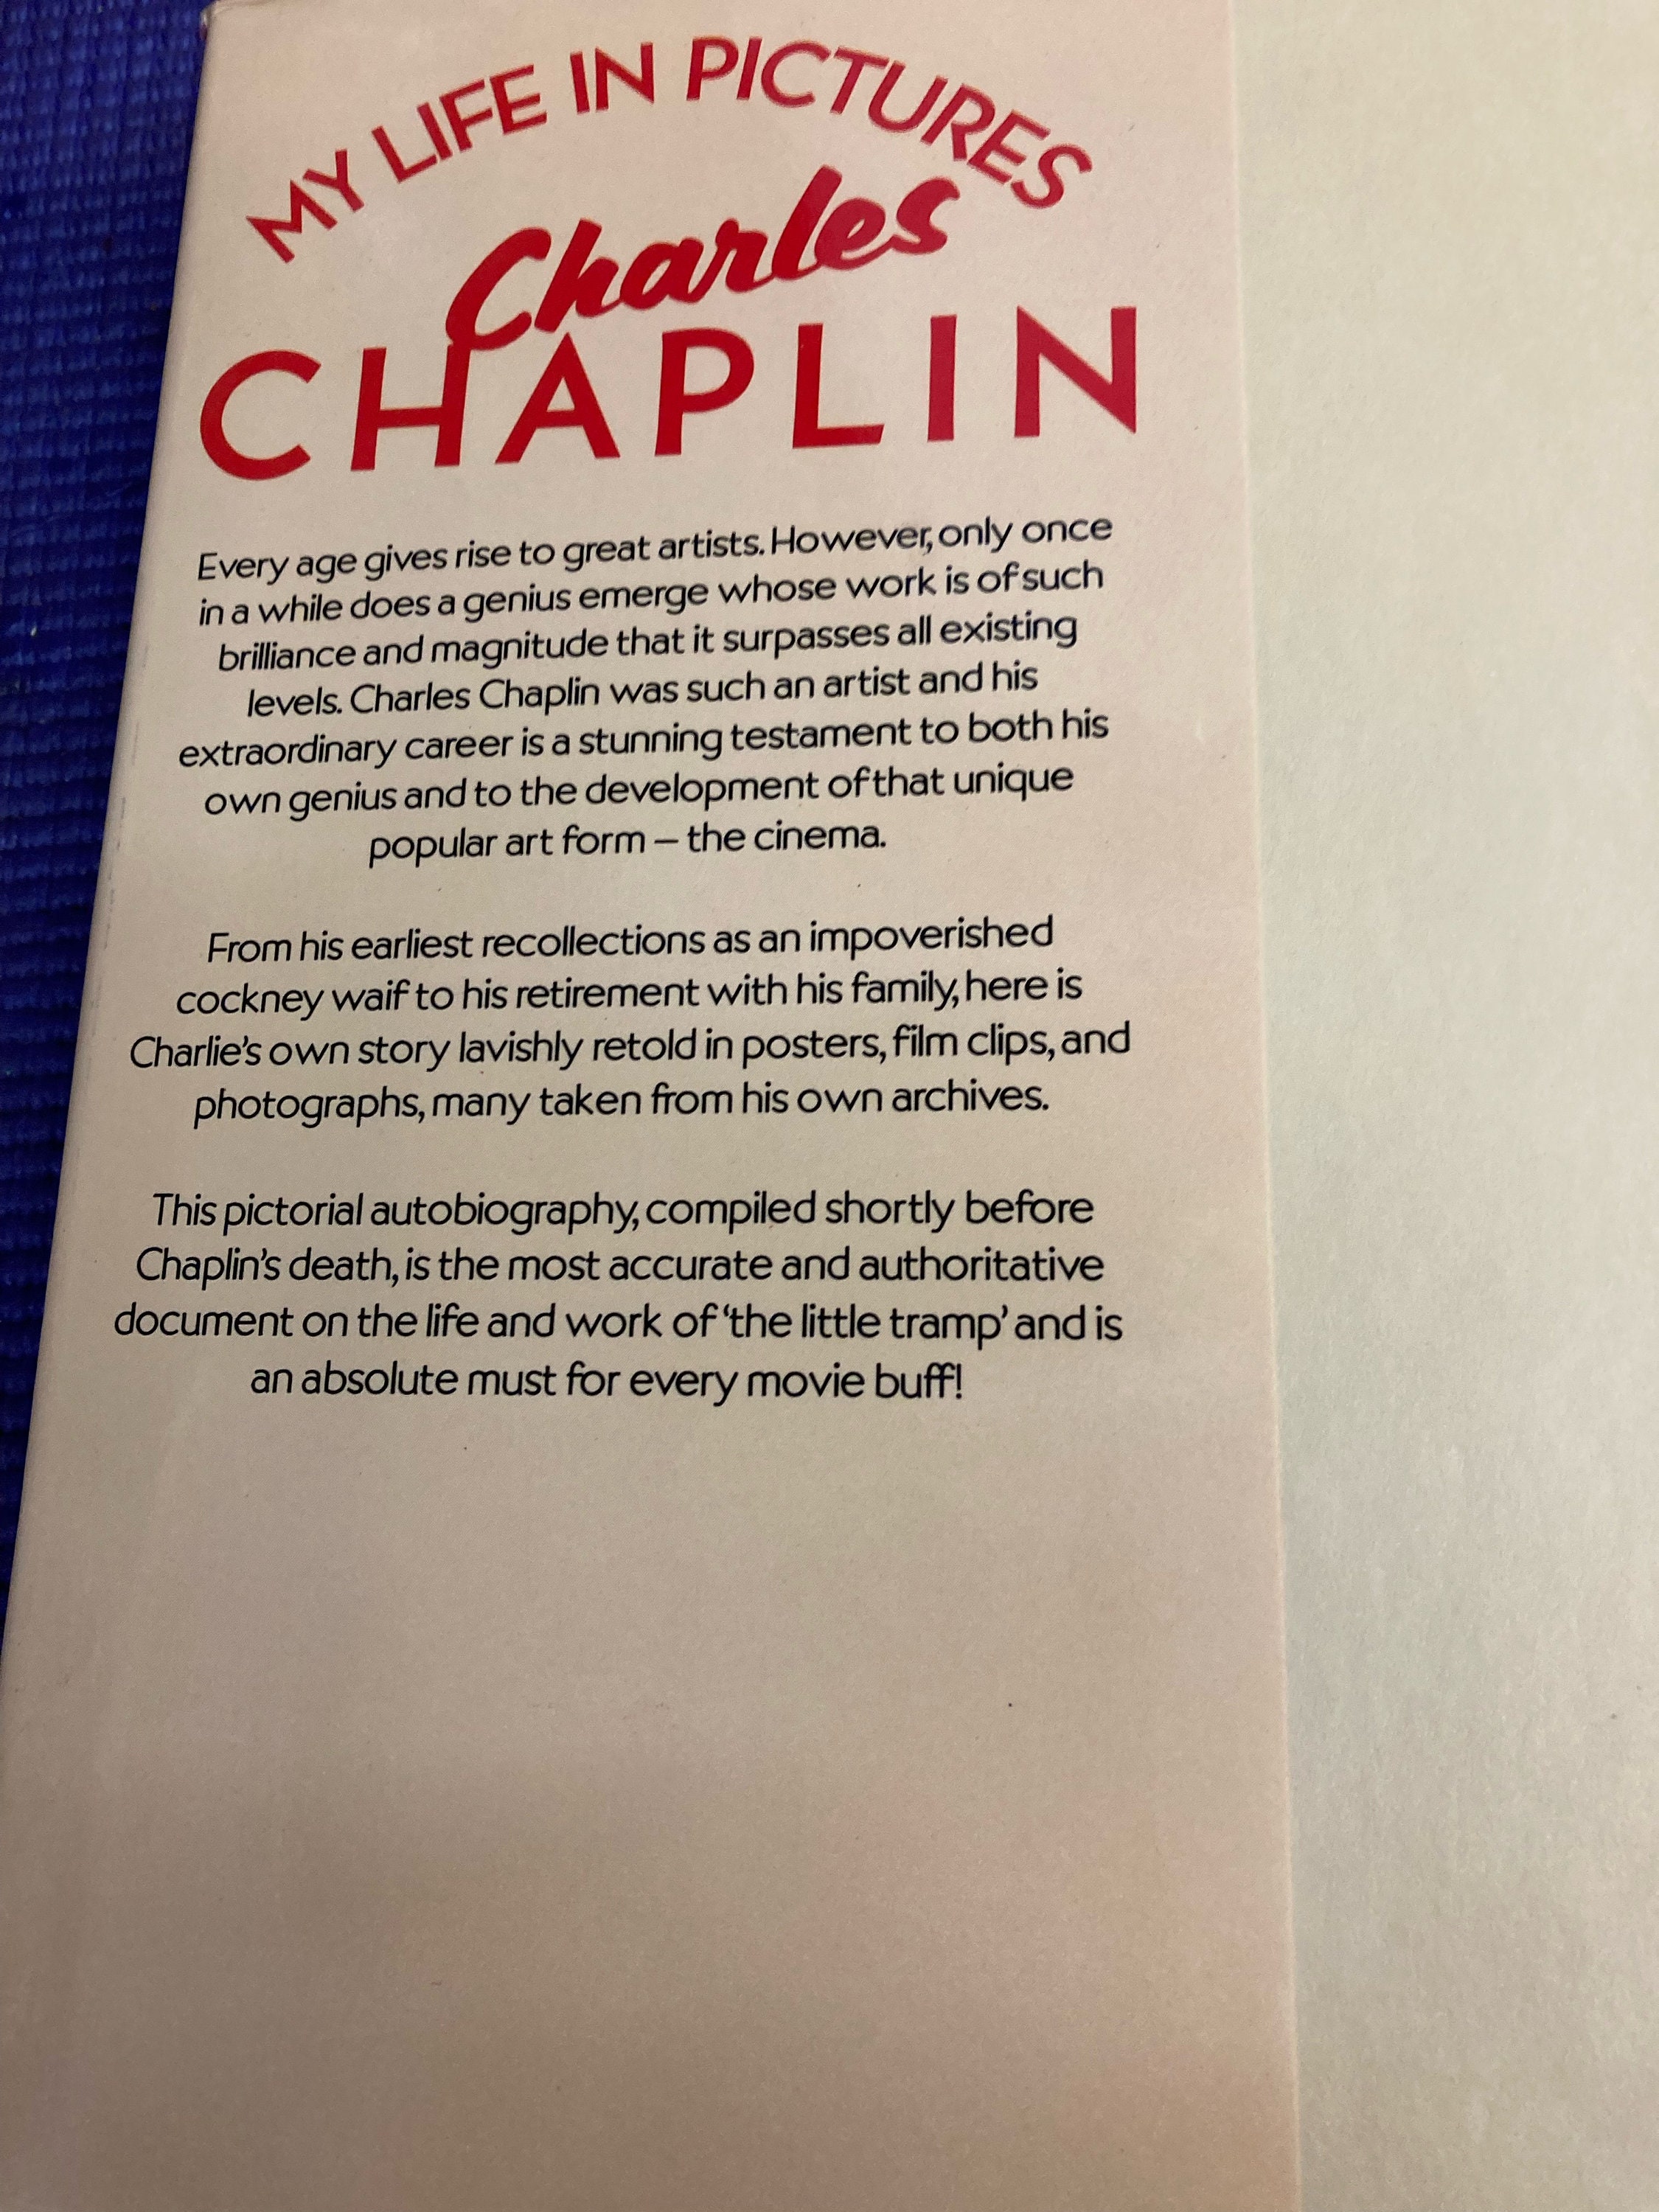 MY LIFE IN PICTURES
Charles
CHAPLIN
Every age gives rise to great artists. However, only once
in a while does a genius emerge whose work is of such
brilliance and magnitude that it surpasses all existing
levels. Charles Chaplin was such an artist and his
extraordinary career is a stunning testament to both his
own genius and to the development of that unique
popular art form – the cinema.
From his earliest recollections as an impoverished
cockney waif to his retirement with his family, here is
Charlie’s own story lavishly retold in posters, film clips, and
photographs, many taken from his own archives.
This pictorial autobiography, compiled shortly before
Chaplin’s death, is the most accurate and authoritative
document on the life and work of ‘the little tramp’ and is
an absolute must for every movie buff!